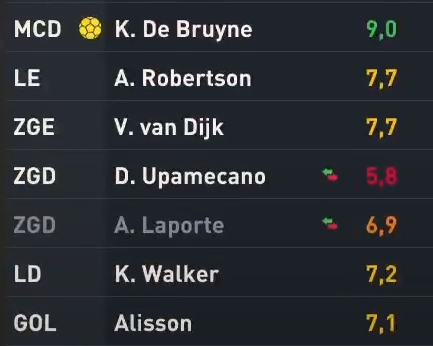 MCD K. De Bruyne 9,0
LE A. Robertson 7,7
ZGE V. van Dijk 7,7
ZGD D. Upamecano 5,8
ZGD A. Laporte 6,9
LD K. Walker 7,2
GOL Alisson 7,1